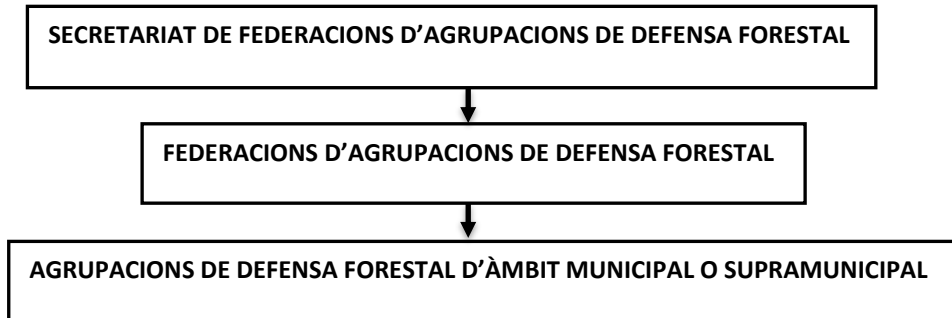 SECRETARIAT DE FEDERACIONS D’AGRUPACIONS DE DEFENSA FORESTAL
FEDERACIONS D’AGRUPACIONS DE DEFENSA FORESTAL
AGRUPACIONS DE DEFENSA FORESTAL D’ÀMBIT MUNICIPAL O SUPRAMUNICIPAL